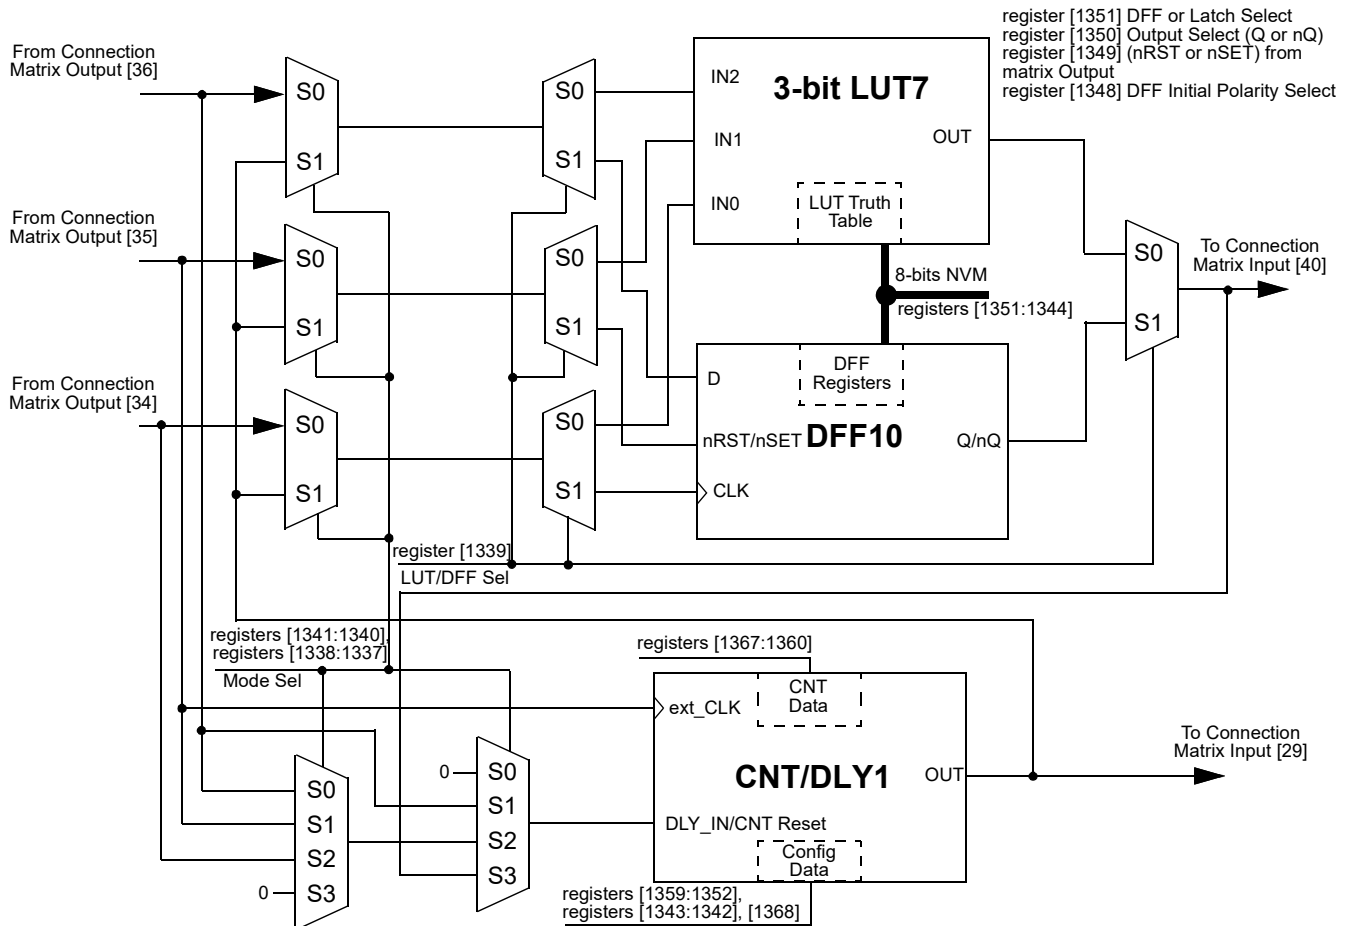 register [1351] DFF or Latch Select
register [1350] Output Select (Q or nQ)
register [1349] (nRST or nSET) from
matrix Output
register [1348] DFF Initial Polarity Select
From Connection
Matrix Output [36]
S0
S1
S0
S1
IN2
3-bit LUT7
IN1
OUT
IN0
LUT Truth
Table
From Connection
Matrix Output [35]
S0
S1
S0
S1
8-bits NVM
registers [1351:1344]
S0
S1
To Connection
Matrix Input [40]
From Connection
Matrix Output [34]
S0
S1
S0
S1
DFF
Registers
D
nRST/nSET
DFF10
Q/nQ
CLK
register [1339]
LUT/DFF Sel
registers [1341:1340],
registers [1338:1337]
Mode Sel
registers [1367:1360]
CNT
Data
ext_CLK
CNT/DLY1
OUT
To Connection
Matrix Input [29]
DLY_IN/CNT Reset
Config
Data
0
S0
S1
S2
S3
S0
S1
S2
0
S3
registers [1359:1352],
registers [1343:1342], [1368]